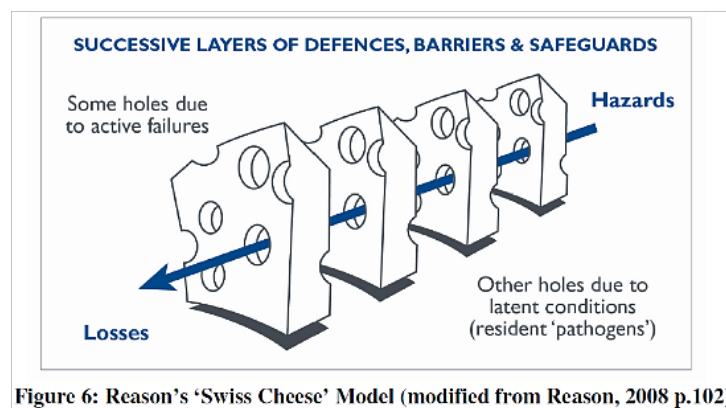 SUCCESSIVE LAYERS OF DEFENCES, BARRIERS & SAFEGUARDS
Some holes due
to active failures
Hazards
Other holes due to
latent conditions
(resident ‘pathogens’)
Losses
Figure 6: Reason’s ‘Swiss Cheese’ Model (modified from Reason, 2008 p.102)